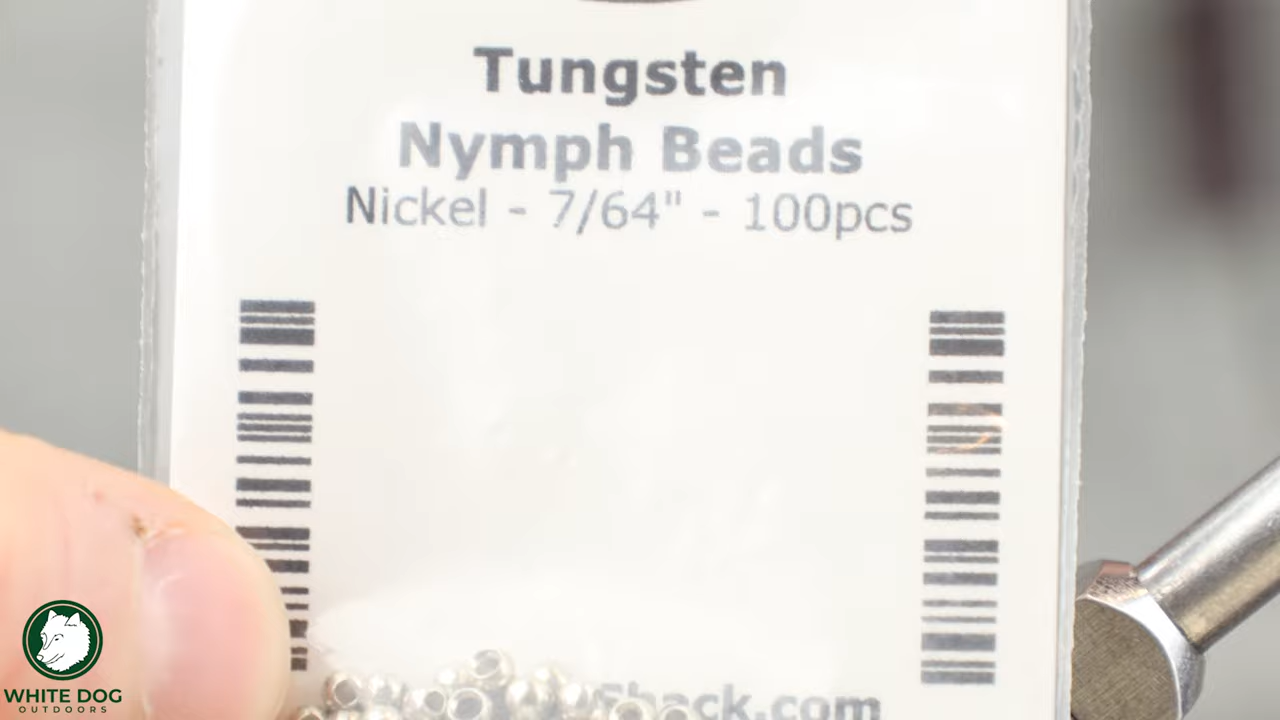 Tungsten
Nymph Beads
Nickel - 7/64" - 100pcs
Shack.com
WHITE DOG
OUTDOORS